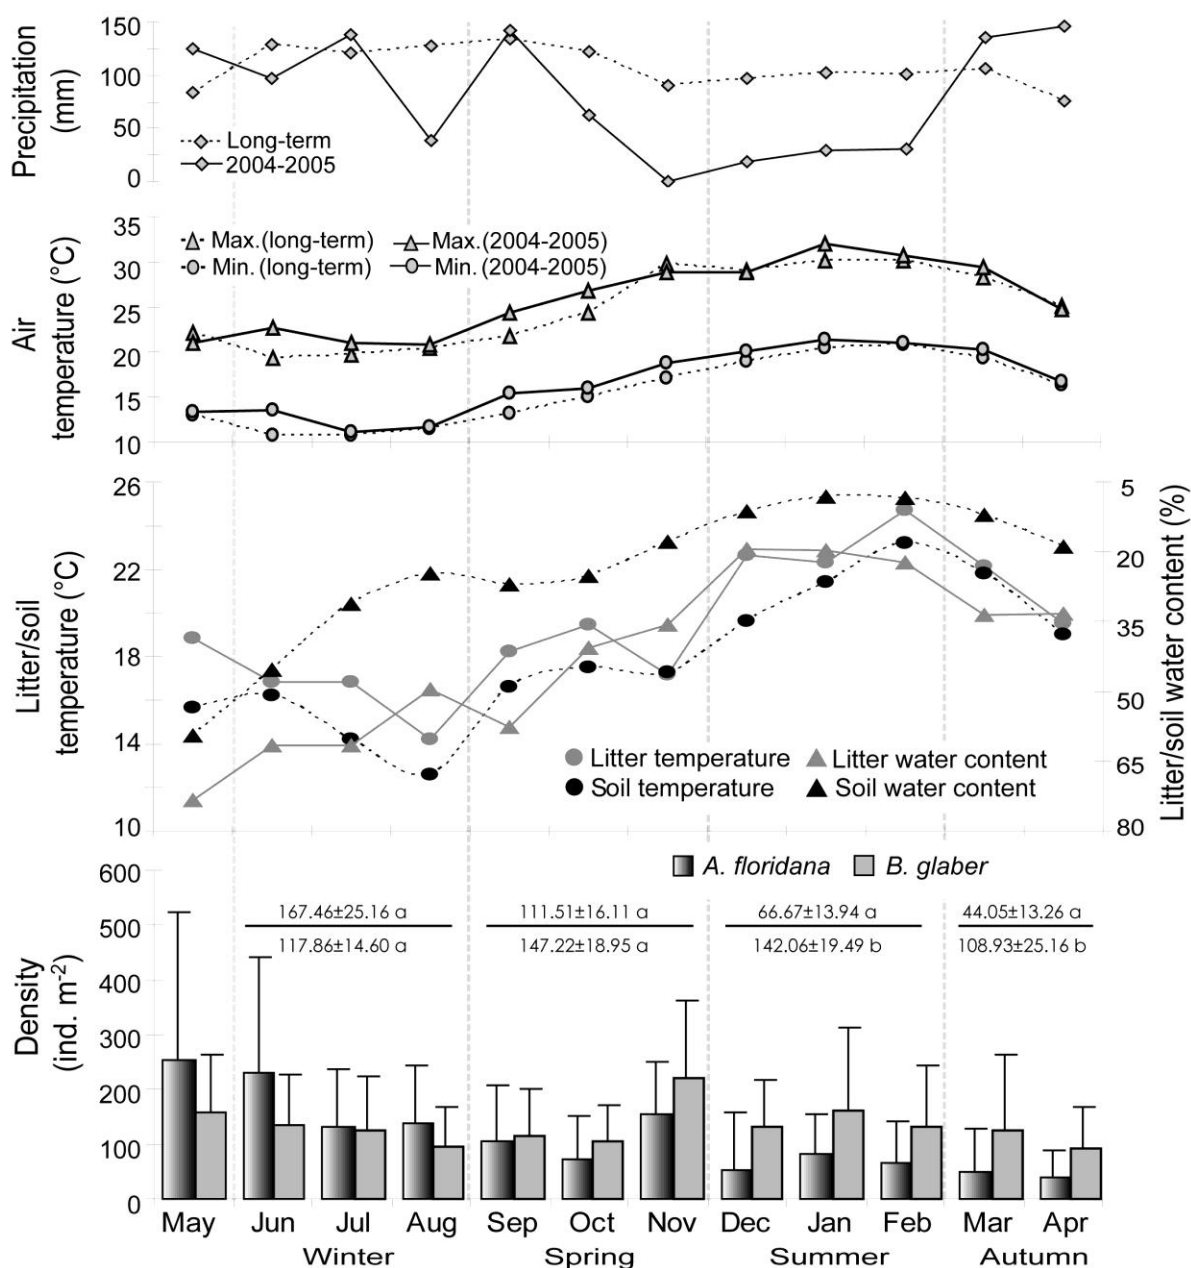 Precipitation
(mm)
150
100
50
0
Long-term
2004-2005
Air
temperature (°C)
35
30
25
20
15
10
Max.(long-term)
Max.(2004-2005)
Min.(long-term)
Min.(2004-2005)
Litter/soil
temperature (°C)
26
22
18
14
10
Litter temperature
Litter water content
Soil temperature
Soil water content
5
20
35
50
65
80
Litter/soil water content (%)
Density
(ind. m-2)
600
500
400
300
200
100
0
A. floridana
B. glaber
167.46±25.16 a
111.51±16.11 a
66.67±13.94 a
44.05±13.26 a
117.86±14.60 a
147.22±18.95 a
142.06±19.49 b
108.93±25.16 b
May Jun Jul Aug Sep Oct Nov Dec Jan Feb Mar Apr
Winter Spring Summer Autumn